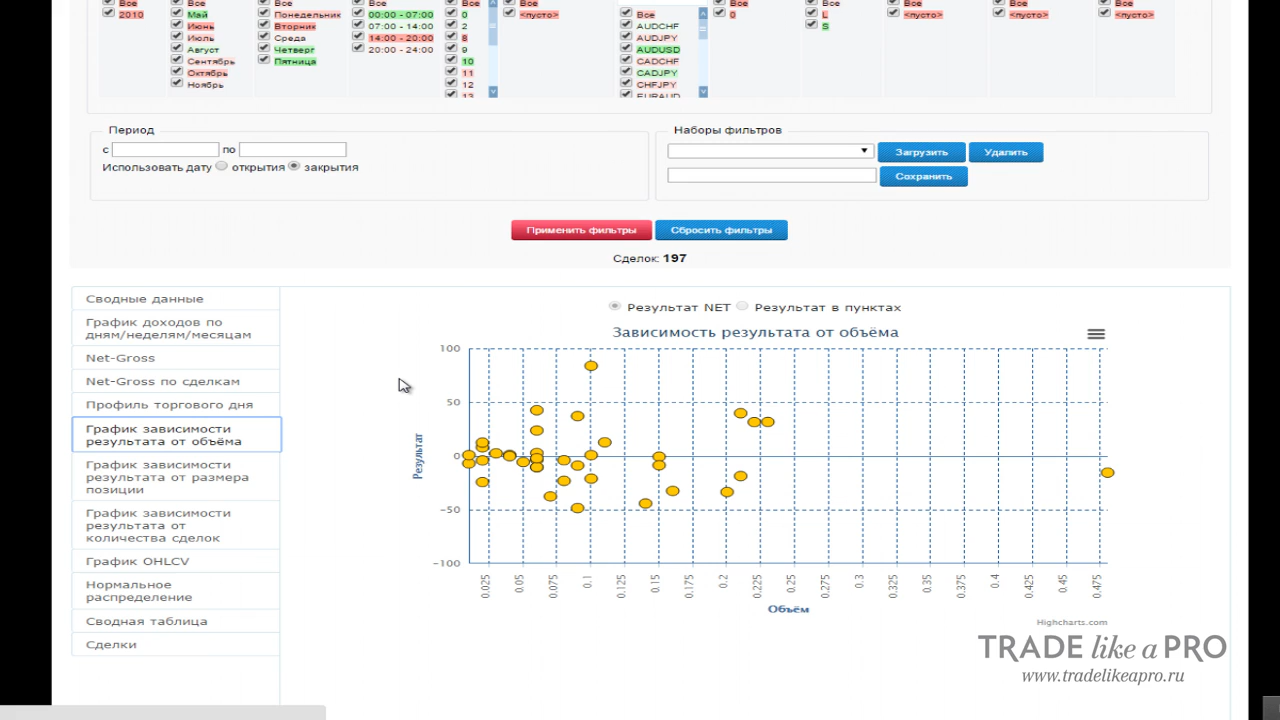 Все Все Все Все Все Все Все Все
2010 Май Понедельник 00:00 - 07:00 0 <пусто> Все 0 L <пусто> <пусто> <пусто>
Июнь Вторник 07:00 - 14:00 2 AUDCHF S
Июль Среда 14:00 - 20:00 8 AUDJPY
Август Четверг 20:00 - 24:00 9 AUDUSD
Сентябрь Пятница 10 CADCHF
Октябрь 11 CADJPY
Ноябрь 12 CHFJPY
13 EURAUD
Период
с по
Использовать дату открытия закрытия
Наборы фильтров
Загрузить Удалить
Сохранить
Применить фильтры Сбросить фильтры
Сделок: 197
Сводные данные
График доходов по
дням/неделям/месяцам
Net-Gross
Net-Gross по сделкам
Профиль торгового дня
График зависимости
результата от объёма
График зависимости
результата от размера
позиции
График зависимости
результата от
количества сделок
График OHLCV
Нормальное
распределение
Сводная таблица
Сделки
Результат NET Результат в пунктах
Зависимость результата от объёма
100
50
0
−50
−100
Результат
0.025 0.05 0.075 0.1 0.125 0.15 0.175 0.2 0.225 0.25 0.275 0.3 0.325 0.35 0.375 0.4 0.425 0.45 0.475
Объём
Highcharts.com
TRADE like a PRO
www.tradelikeapro.ru